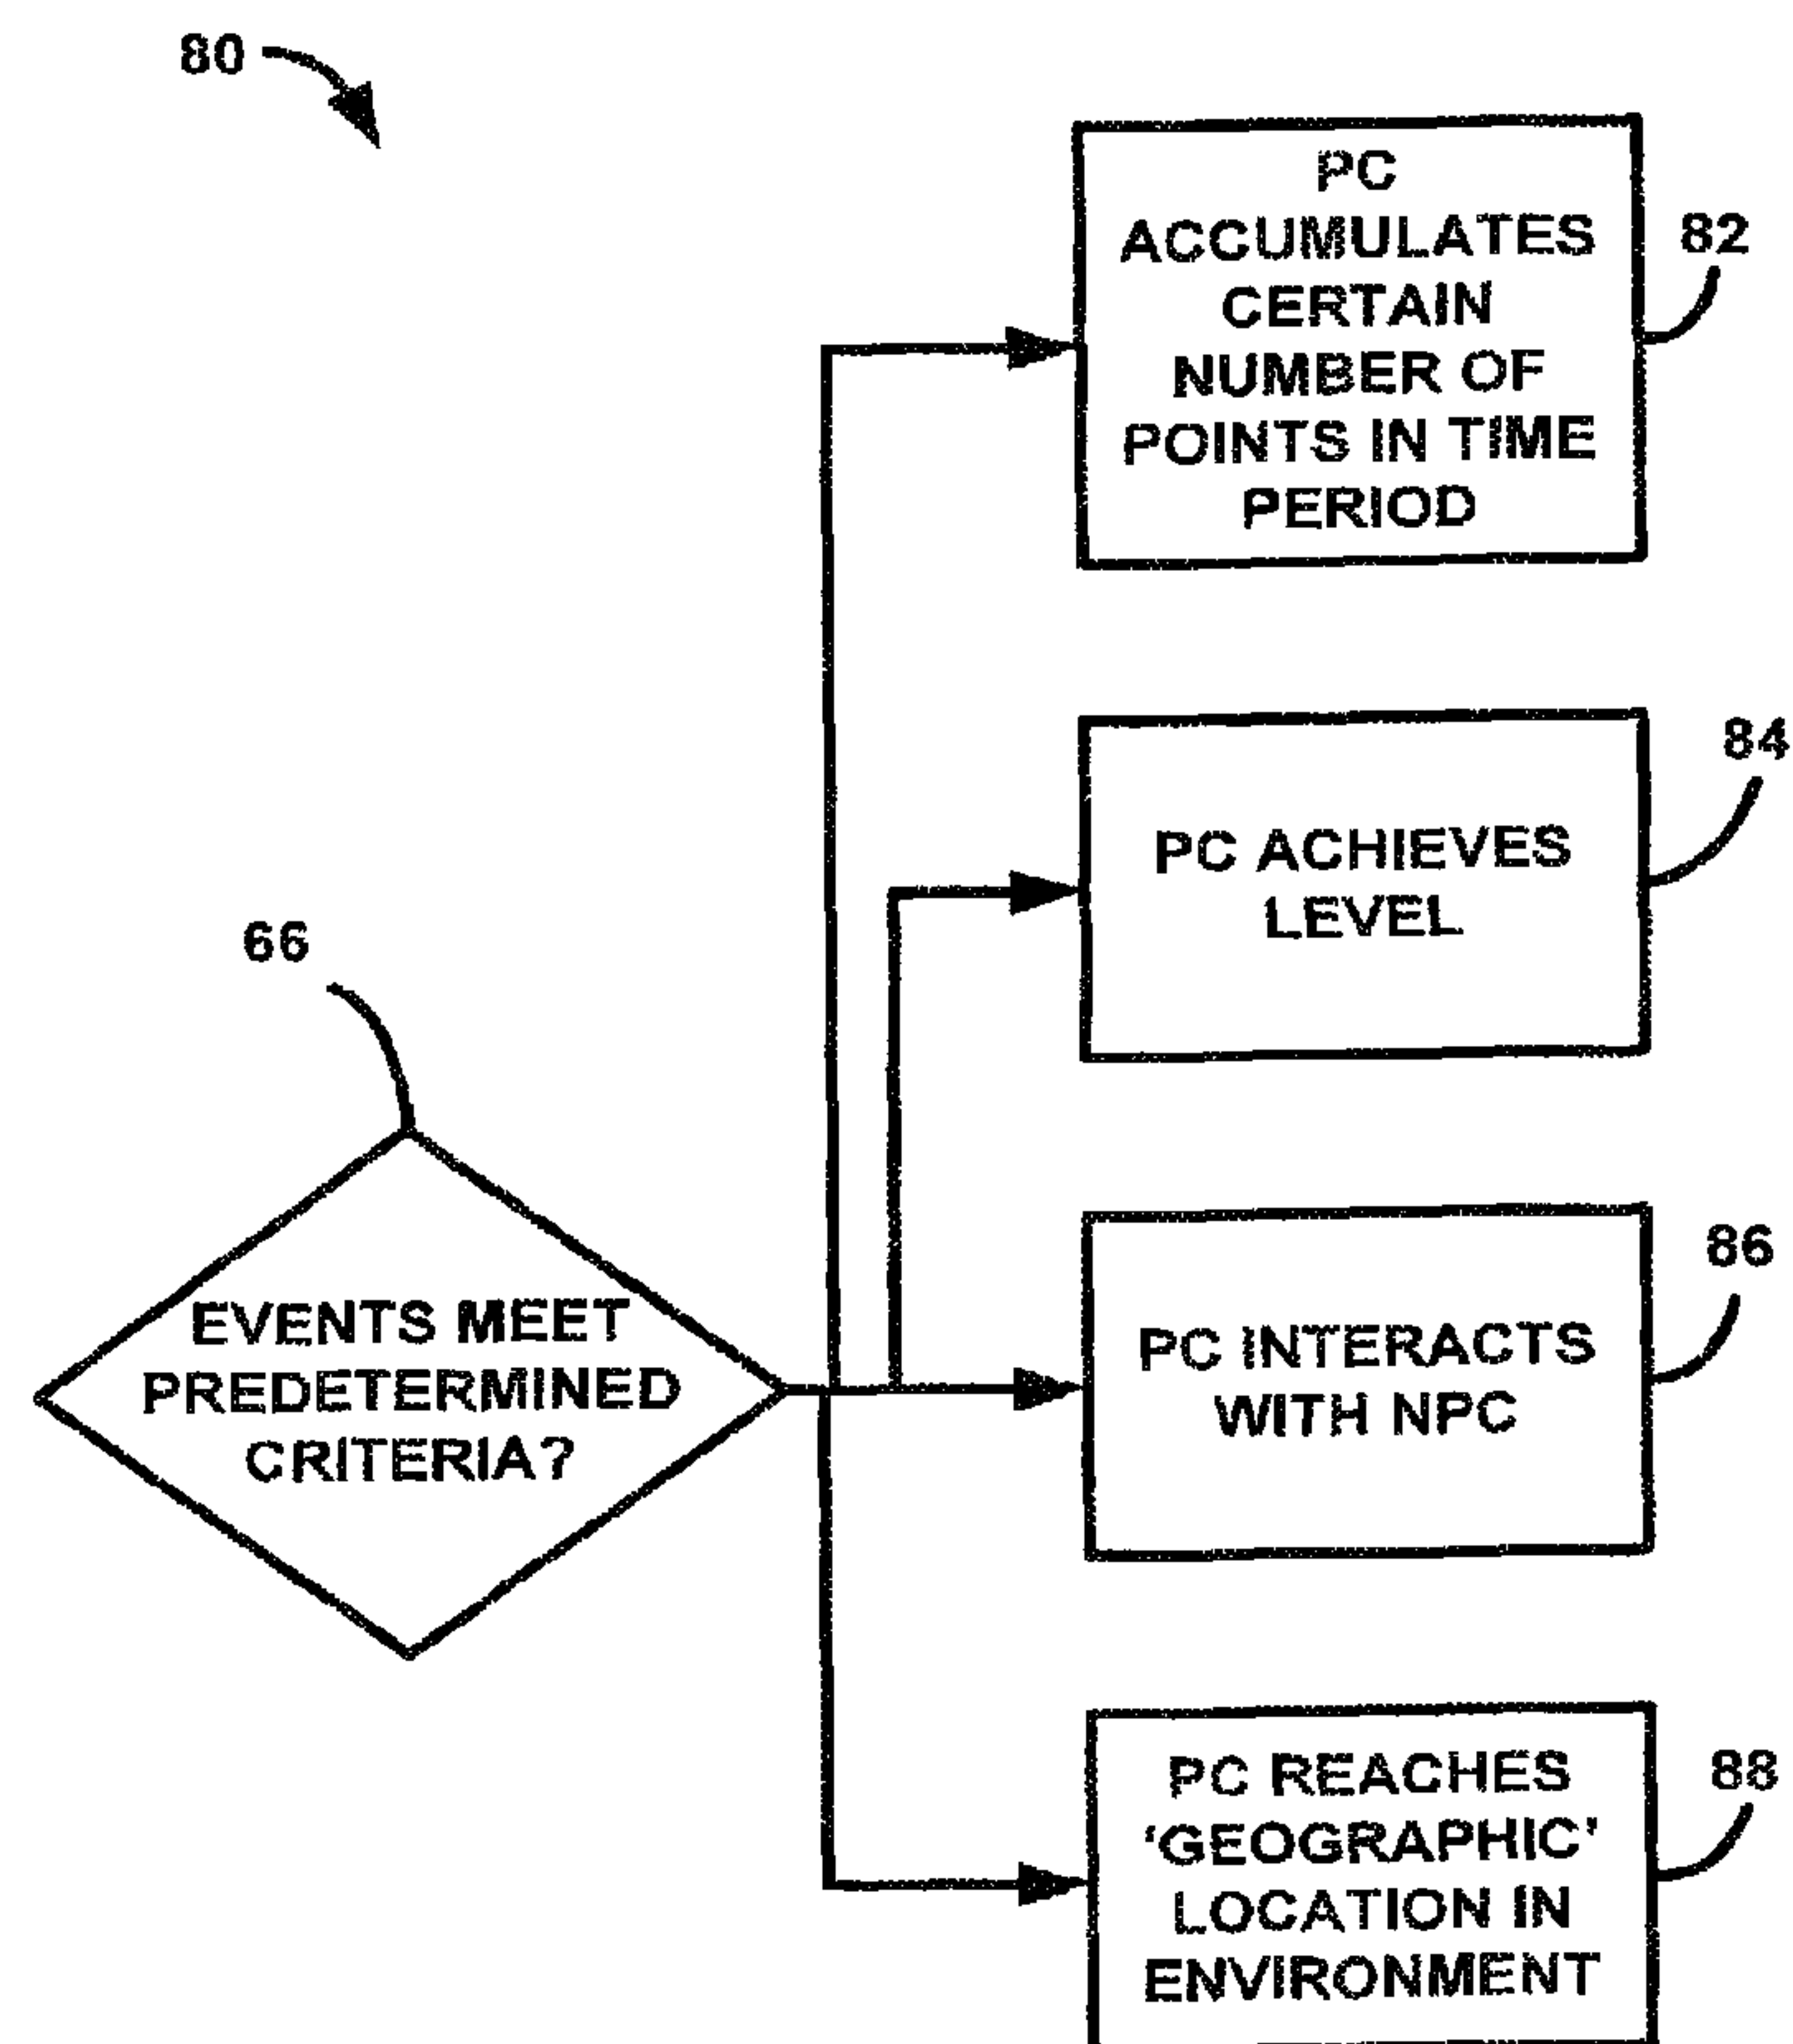 80
PC
ACCUMULATES
CERTAIN
NUMBER OF
POINTS IN TIME
PERIOD
82
PC ACHIEVES
LEVEL
84
66
EVENTS MEET
PREDETERMINED
CRITERIA?
PC INTERACTS
WITH NPC
86
PC REACHES
‘GEOGRAPHIC’
LOCATION IN
ENVIRONMENT
88